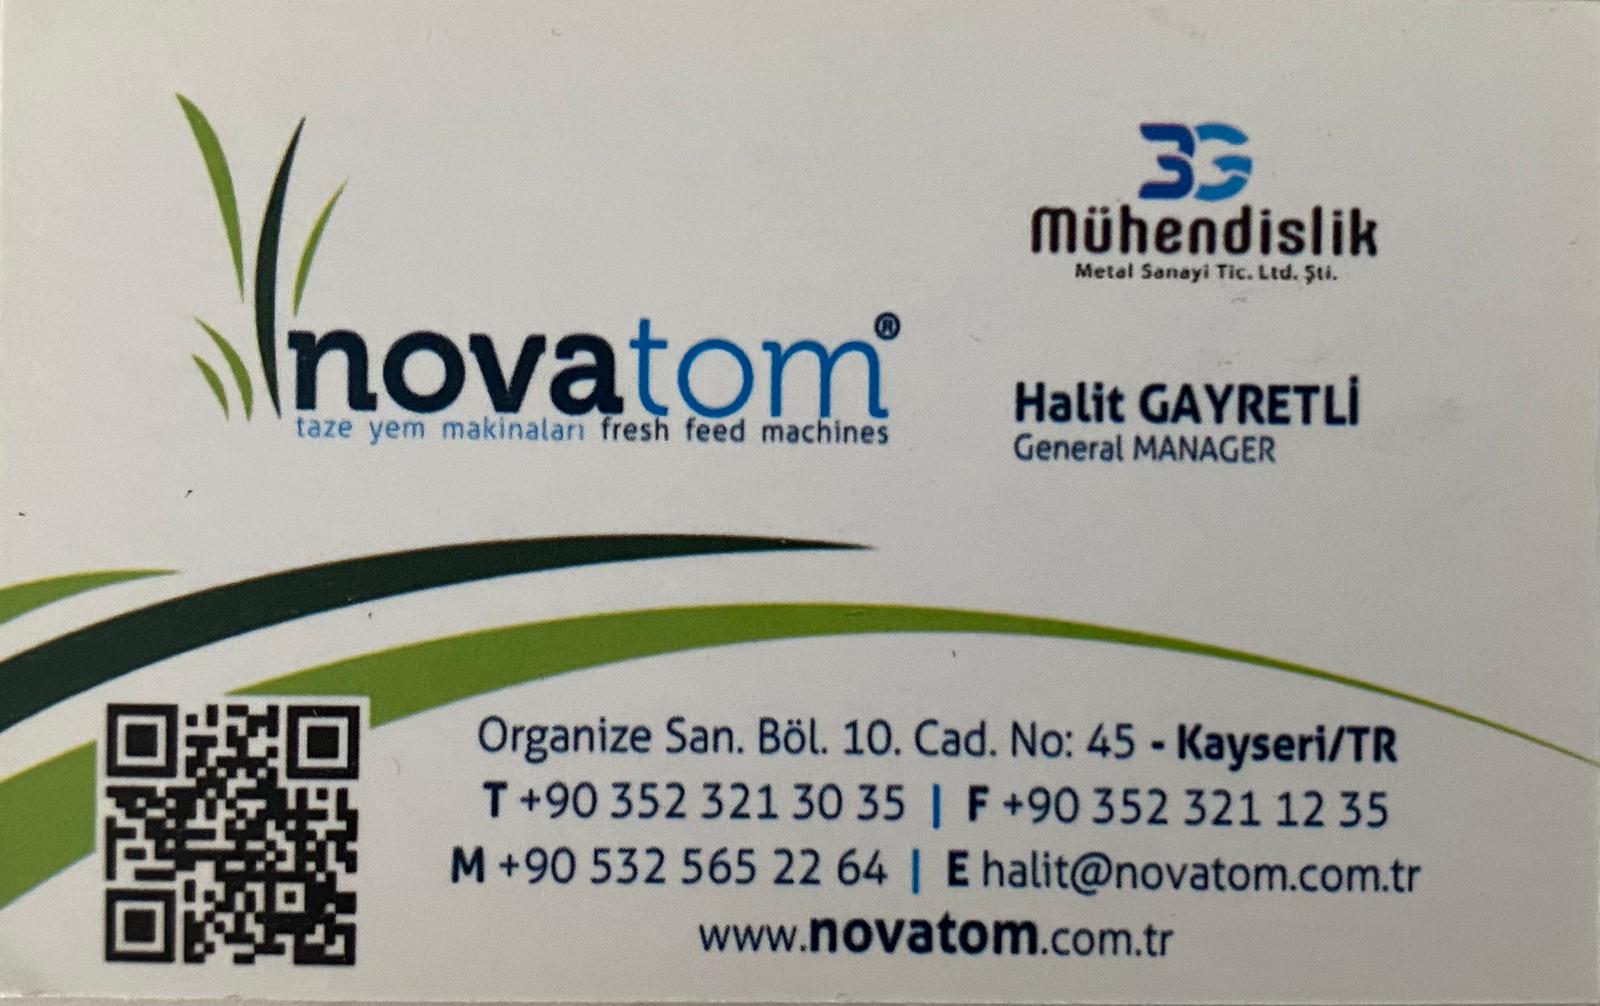 novatom®
taze yem makinaları fresh feed machines
3G
Mühendislik
Metal Sanayi Tic. Ltd. Şti.
Halit GAYRETLİ
General MANAGER
Organize San. Böl. 10. Cad. No: 45 - Kayseri/TR
T +90 352 321 30 35 | F +90 352 321 12 35
M +90 532 565 22 64 | E halit@novatom.com.tr
www.novatom.com.tr